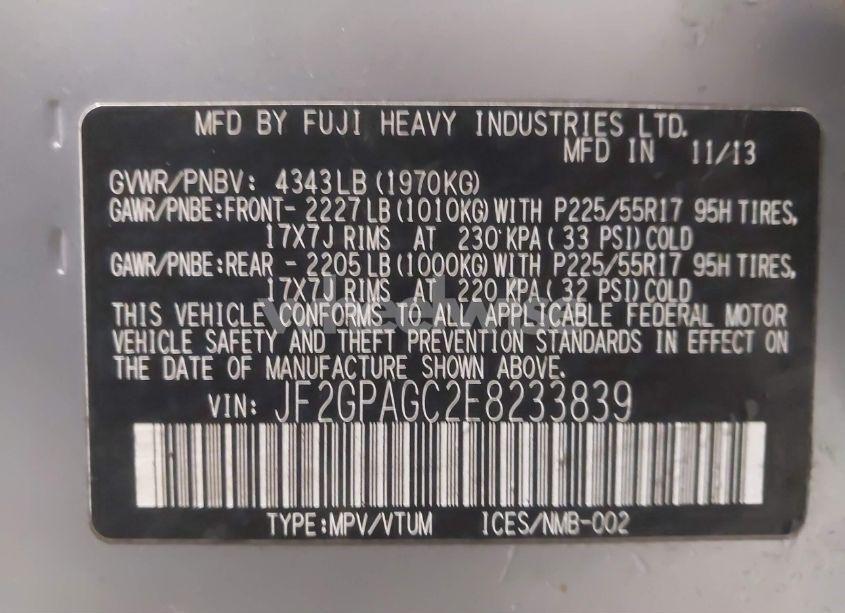 MFD BY FUJI HEAVY INDUSTRIES LTD.
MFD IN 11/13
GVWR/PNBV: 4343LB (1970KG)
GAWR/PNBE:FRONT- 2227LB (1010KG) WITH P225/55R17 95H TIRES,
17X7J RIMS AT 230 KPA ( 33 PSI) COLD
GAWR/PNBE:REAR - 2205LB (1000KG) WITH P225/55R17 95H TIRES,
17X7J RIMS AT 220 KPA ( 32 PSI) COLD
wheelwise
THIS VEHICLE CONFORMS TO ALL APPLICABLE FEDERAL MOTOR
VEHICLE SAFETY AND THEFT PREVENTION STANDARDS IN EFFECT ON
THE DATE OF MANUFACTURE SHOWN ABOVE.
VIN: JF2GPAGC2E8233839
TYPE:MPV/VTUM ICES/NMB-002